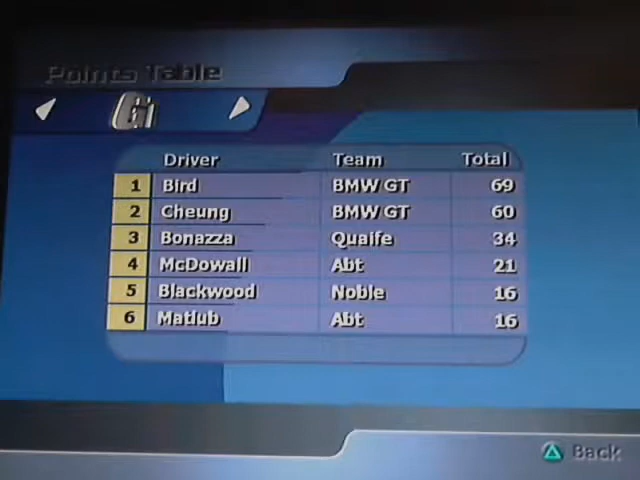 Points Table
Driver Team Total
1 Bird BMW GT 69
2 Cheung BMW GT 60
3 Bonazza Quaife 34
4 McDowall Abt 21
5 Blackwood Noble 16
6 Matlub Abt 16
Back